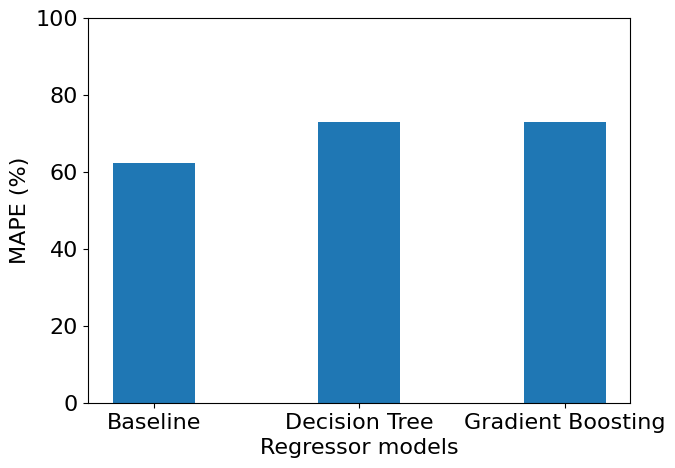 100
80
60
40
20
0
MAPE (%)
Baseline
Decision Tree
Gradient Boosting
Regressor models